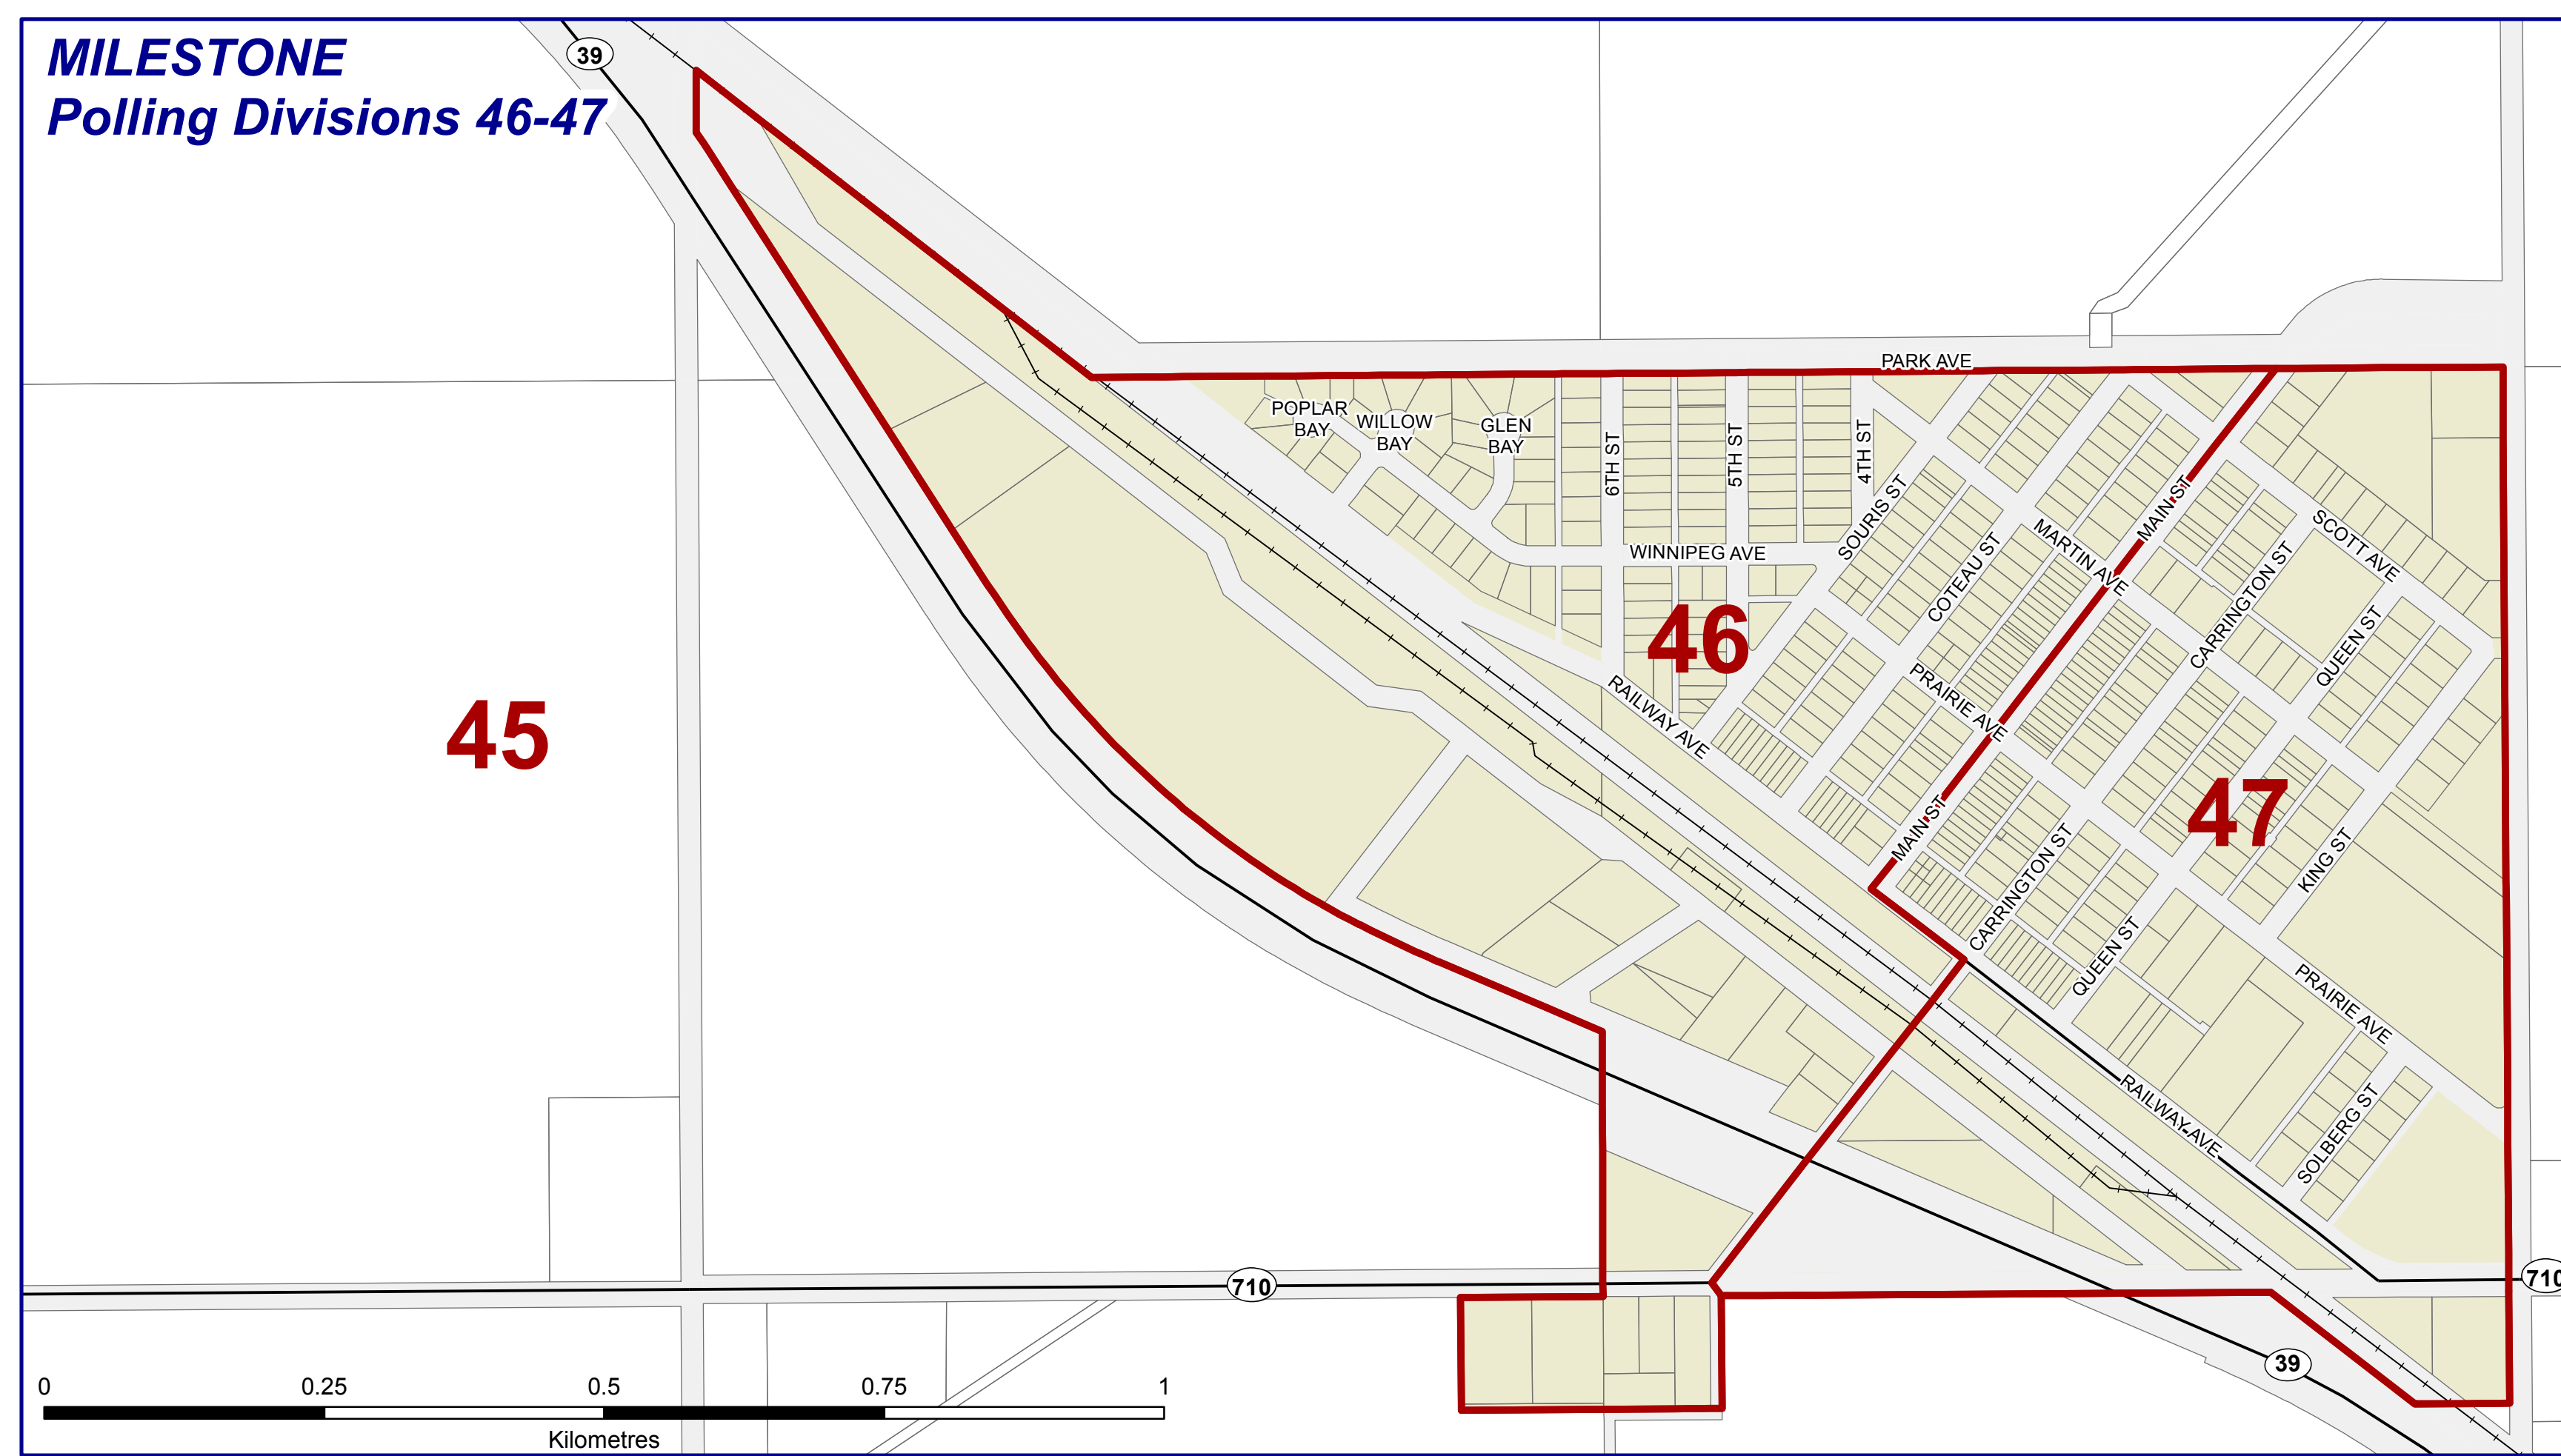 MILESTONE
Polling Divisions 46-47
39
PARK AVE
POPLAR
BAY
WILLOW
BAY
GLEN
BAY
6TH ST
5TH ST
4TH ST
SOURIS ST
MAIN ST
SCOTT AVE
WINNIPEG AVE
COTEAU ST
MARTIN AVE
CARRINGTON ST
QUEEN ST
46
45
RAILWAY AVE
PRAIRIE AVE
47
MAIN ST
KING ST
CARRINGTON ST
QUEEN ST
PRAIRIE AVE
RAILWAY AVE
SOLBERG ST
710
710
39
0 0.25 0.5 0.75 1
Kilometres